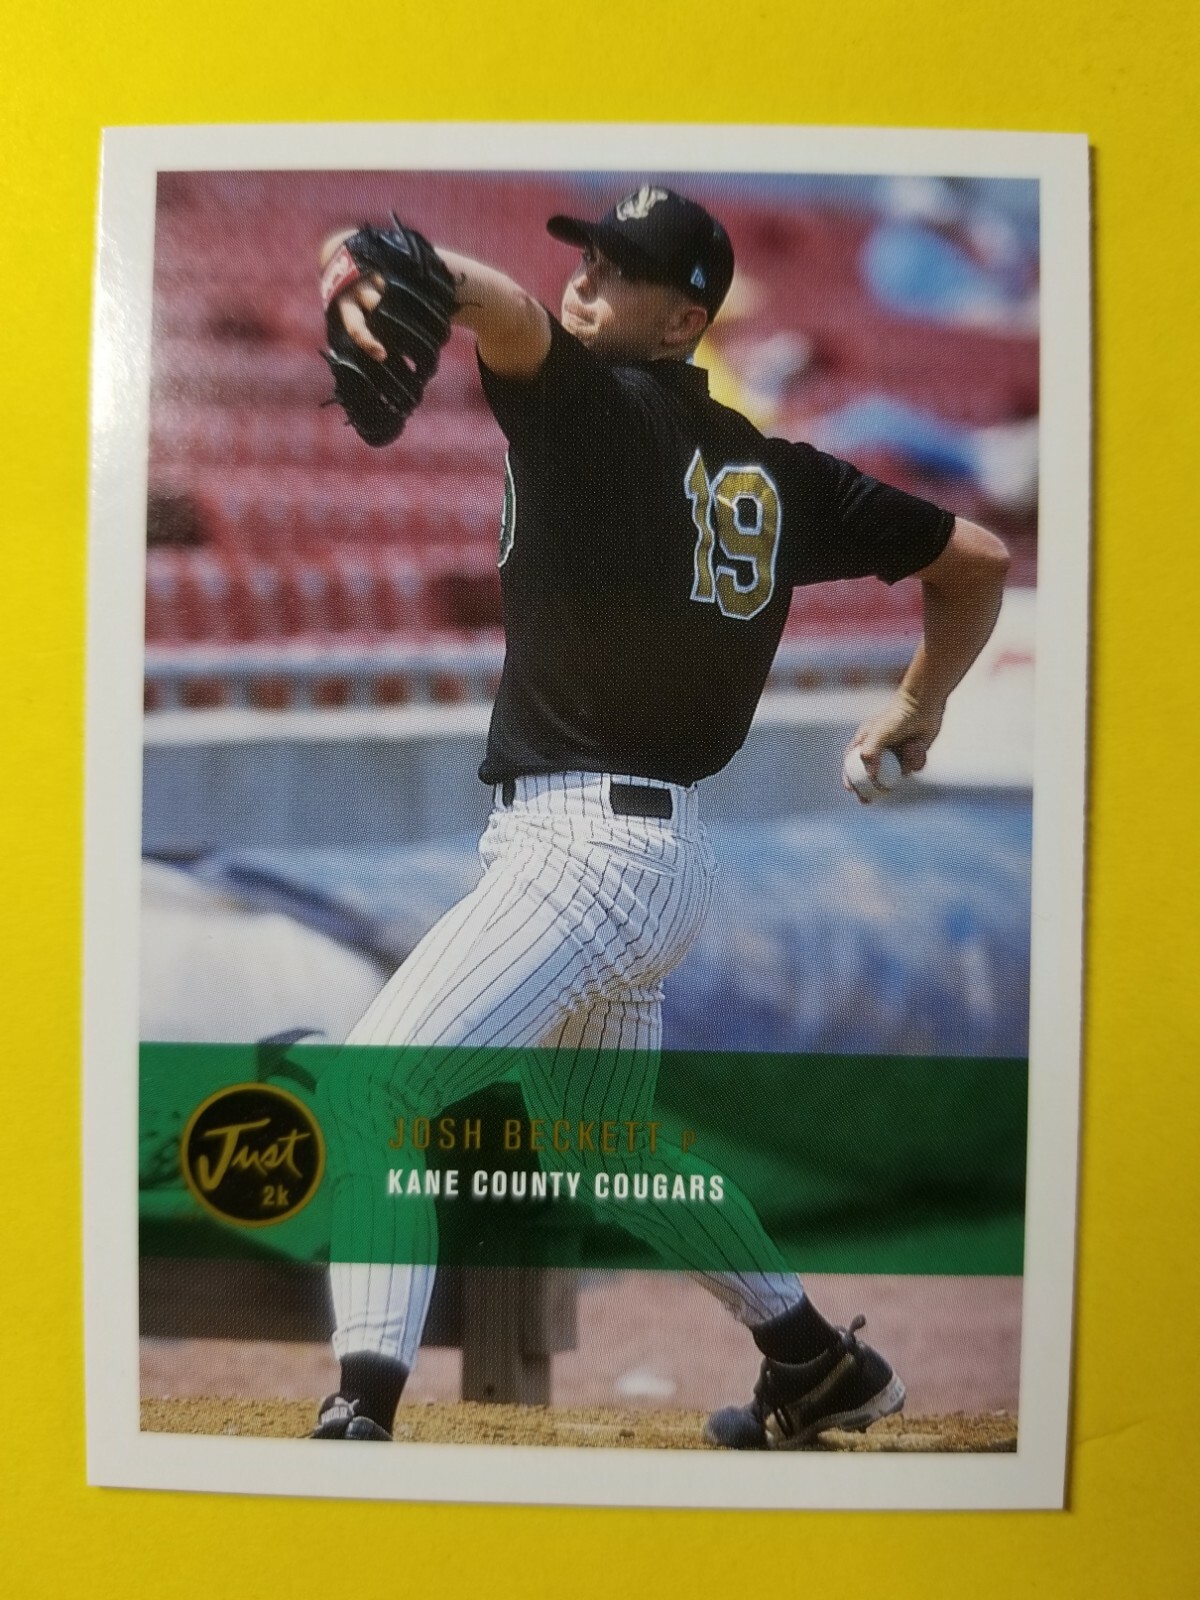 19
Just
2k
JOSH BECKETT P
KANE COUNTY COUGARS